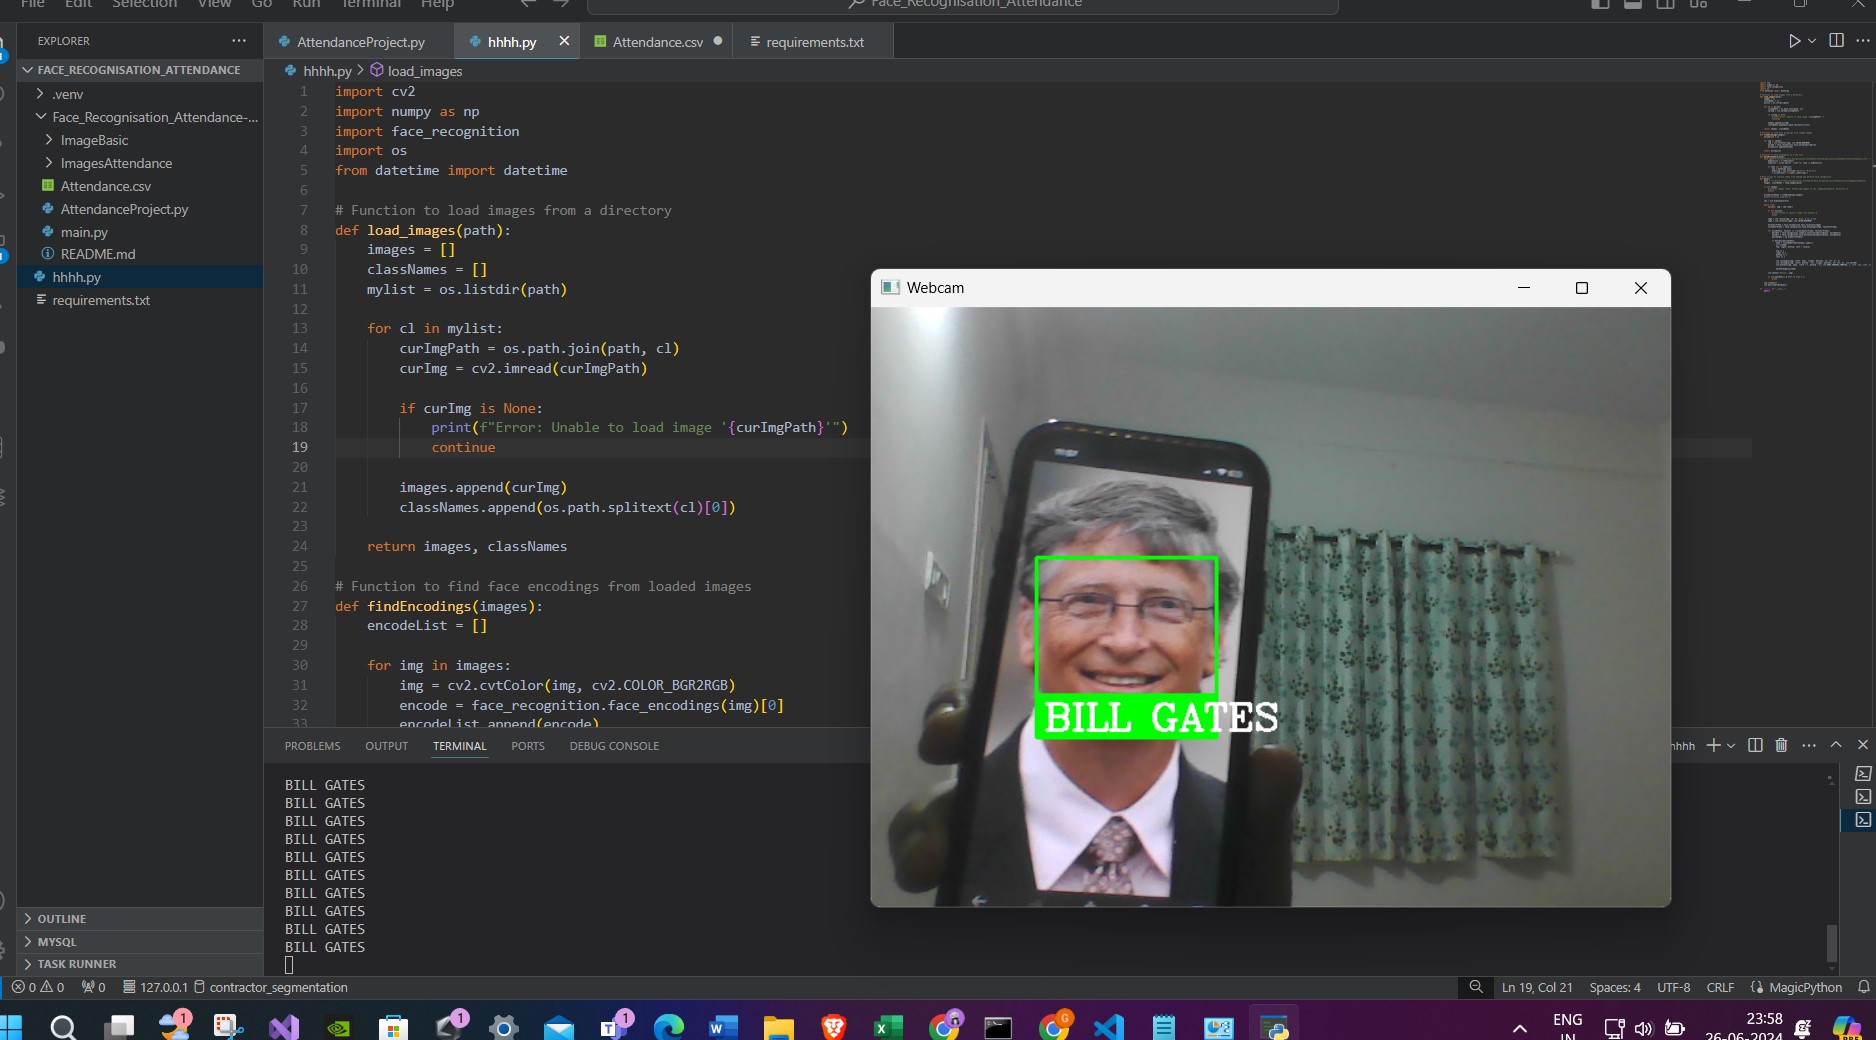 File Edit Selection View Go Run Terminal Help
Face_Recognisation_Attendance
EXPLORER
FACE_RECOGNISATION_ATTENDANCE
.venv
Face_Recognisation_Attendance-...
ImageBasic
ImagesAttendance
Attendance.csv
AttendanceProject.py
main.py
README.md
hhhh.py
requirements.txt
OUTLINE
MYSQL
TASK RUNNER
AttendanceProject.py hhhh.py Attendance.csv requirements.txt
hhhh.py > load_images
1 import cv2
2 import numpy as np
3 import face_recognition
4 import os
5 from datetime import datetime
6
7 # Function to load images from a directory
8 def load_images(path):
9 images = []
10 classNames = []
11 mylist = os.listdir(path)
12
13 for cl in mylist:
14 curImgPath = os.path.join(path, cl)
15 curImg = cv2.imread(curImgPath)
16
17 if curImg is None:
18 print(f"Error: Unable to load image '{curImgPath}'")
19 continue
20
21 images.append(curImg)
22 classNames.append(os.path.splitext(cl)[0])
23
24 return images, classNames
25
26 # Function to find face encodings from loaded images
27 def findEncodings(images):
28 encodeList = []
29
30 for img in images:
31 img = cv2.cvtColor(img, cv2.COLOR_BGR2RGB)
32 encode = face_recognition.face_encodings(img)[0]
33 encodeList.append(encode)
Webcam
BILL GATES
PROBLEMS OUTPUT TERMINAL PORTS DEBUG CONSOLE
BILL GATES
BILL GATES
BILL GATES
BILL GATES
BILL GATES
BILL GATES
BILL GATES
BILL GATES
BILL GATES
BILL GATES
0 0 0 127.0.0.1 contractor_segmentation
Ln 19, Col 21 Spaces: 4 UTF-8 CRLF MagicPython
ENG
IN
23:58
26-06-2024